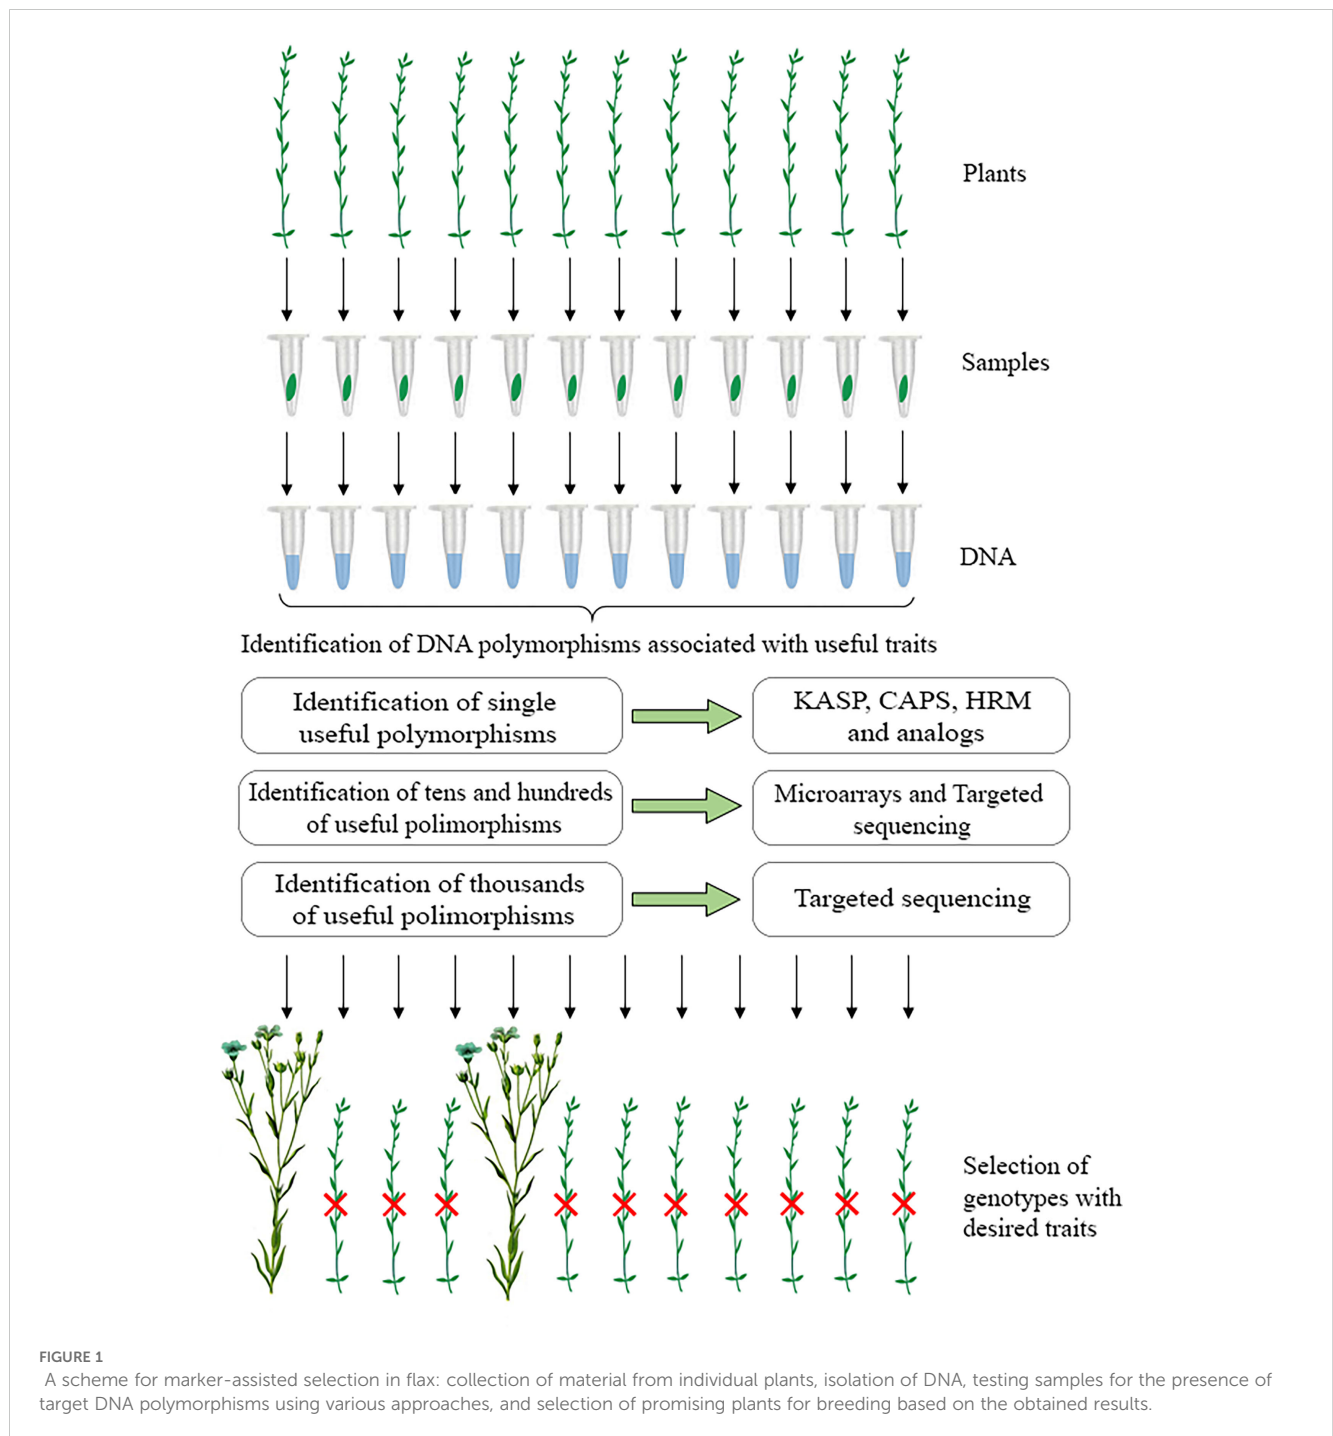 Plants
Samples
DNA
Identification of DNA polymorphisms associated with useful traits
Identification of single
useful polymorphisms
KASP, CAPS, HRM
and analogs
Identification of tens and hundreds
of useful polimorphisms
Microarrays and Targeted
sequencing
Identification of thousands
of useful polimorphisms
Targeted sequencing
Selection of
genotypes with
desired traits
FIGURE 1
A scheme for marker-assisted selection in flax: collection of material from individual plants, isolation of DNA, testing samples for the presence of
target DNA polymorphisms using various approaches, and selection of promising plants for breeding based on the obtained results.